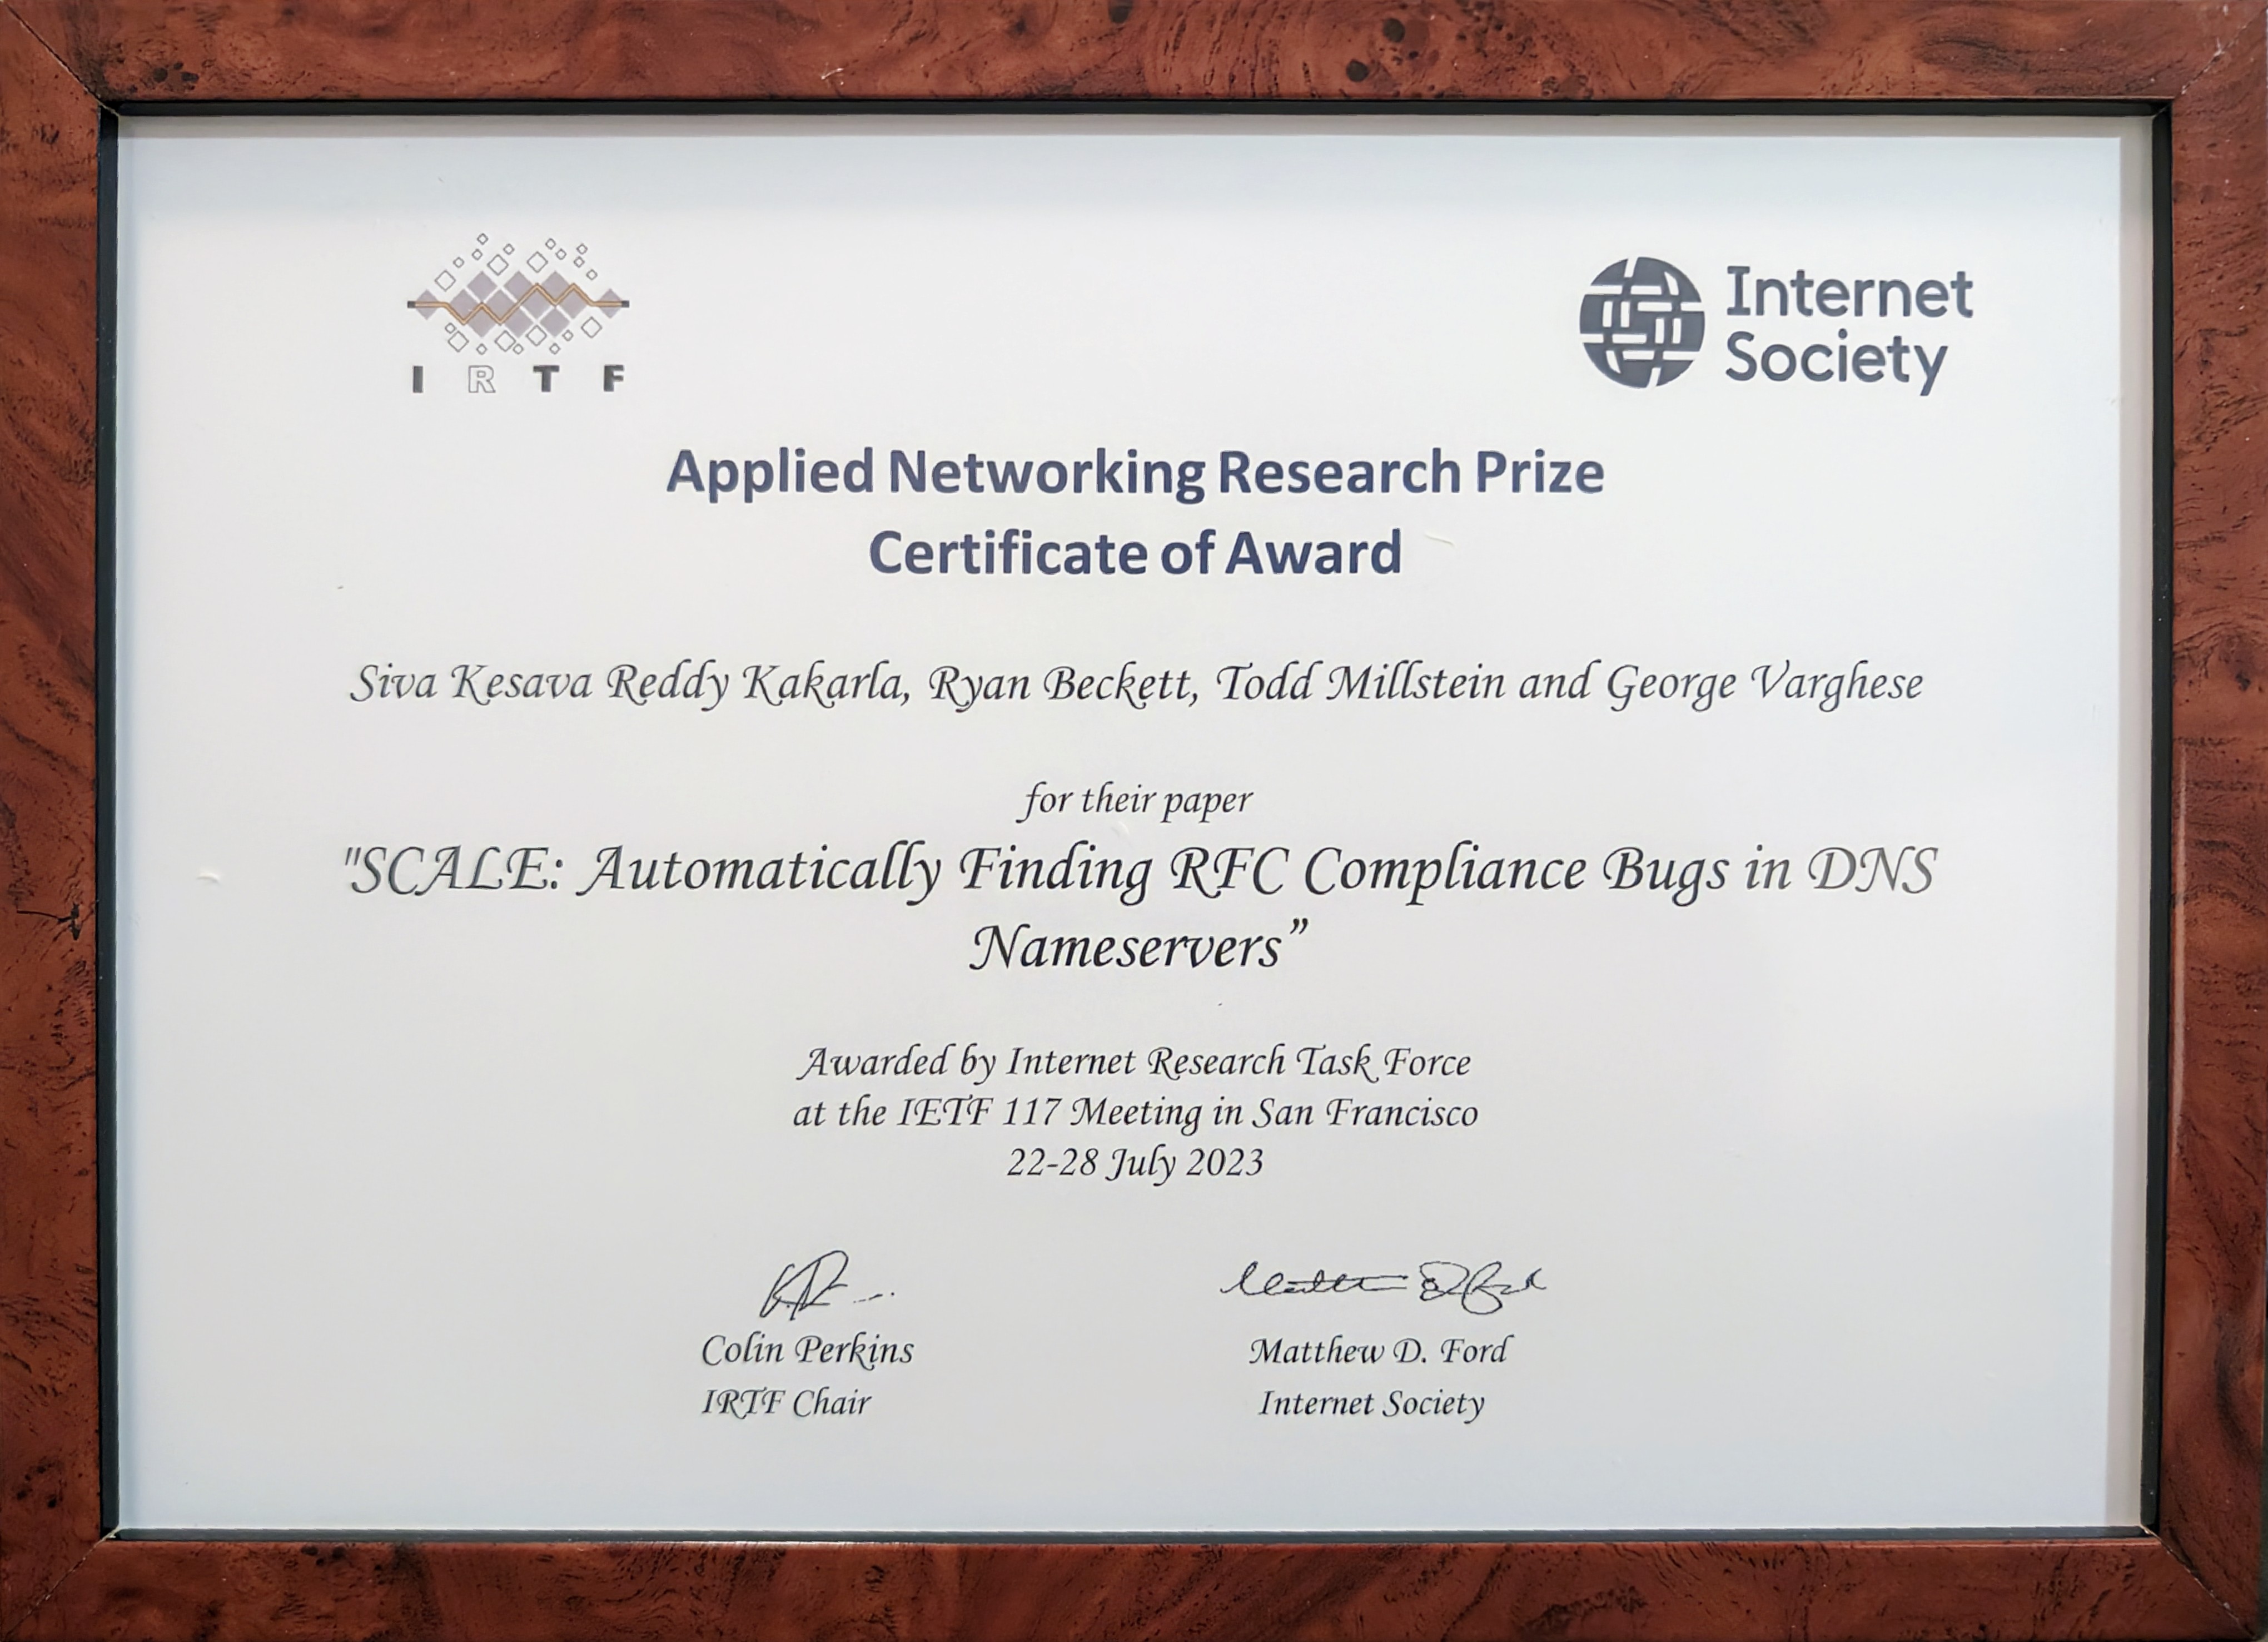 I R T F
Internet
Society
Applied Networking Research Prize
Certificate of Award
Siva Kesava Reddy Kakarla, Ryan Beckett, Todd Millstein and George Varghese
for their paper
"SCALE: Automatically Finding RFC Compliance Bugs in DNS
Nameservers”
Awarded by Internet Research Task Force
at the IETF 117 Meeting in San Francisco
22-28 July 2023
Colin Perkins
IRTF Chair
Matthew D. Ford
Internet Society